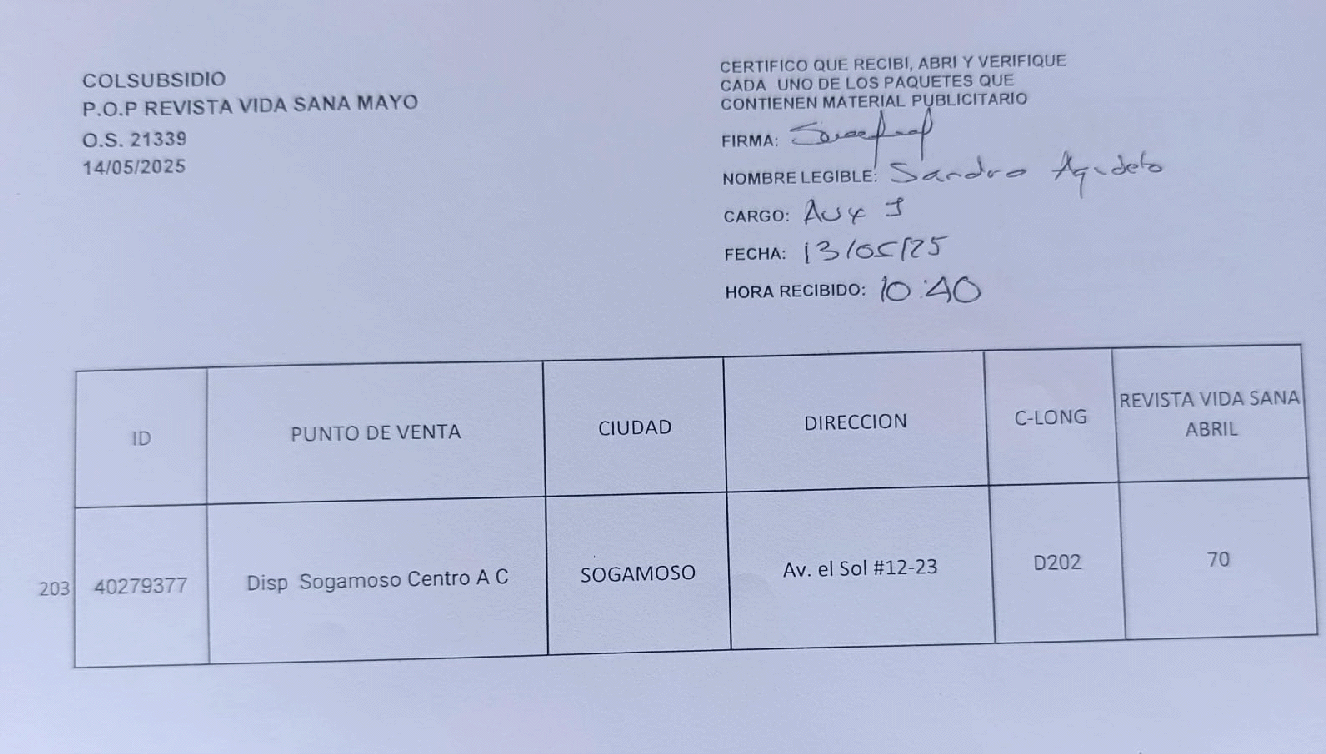 COLSUBSIDIO
P.O.P REVISTA VIDA SANA MAYO
O.S. 21339
14/05/2025
CERTIFICO QUE RECIBI, ABRI Y VERIFIQUE
CADA UNO DE LOS PAQUETES QUE
CONTIENEN MATERIAL PUBLICITARIO
FIRMA:
NOMBRE LEGIBLE: Sandra Agudelo
CARGO: Aux I
FECHA: 13/05/25
HORA RECIBIDO: 10:40
ID PUNTO DE VENTA CIUDAD DIRECCION C-LONG REVISTA VIDA SANA
ABRIL
203 40279377 Disp Sogamoso Centro A C SOGAMOSO Av. el Sol #12-23 D202 70